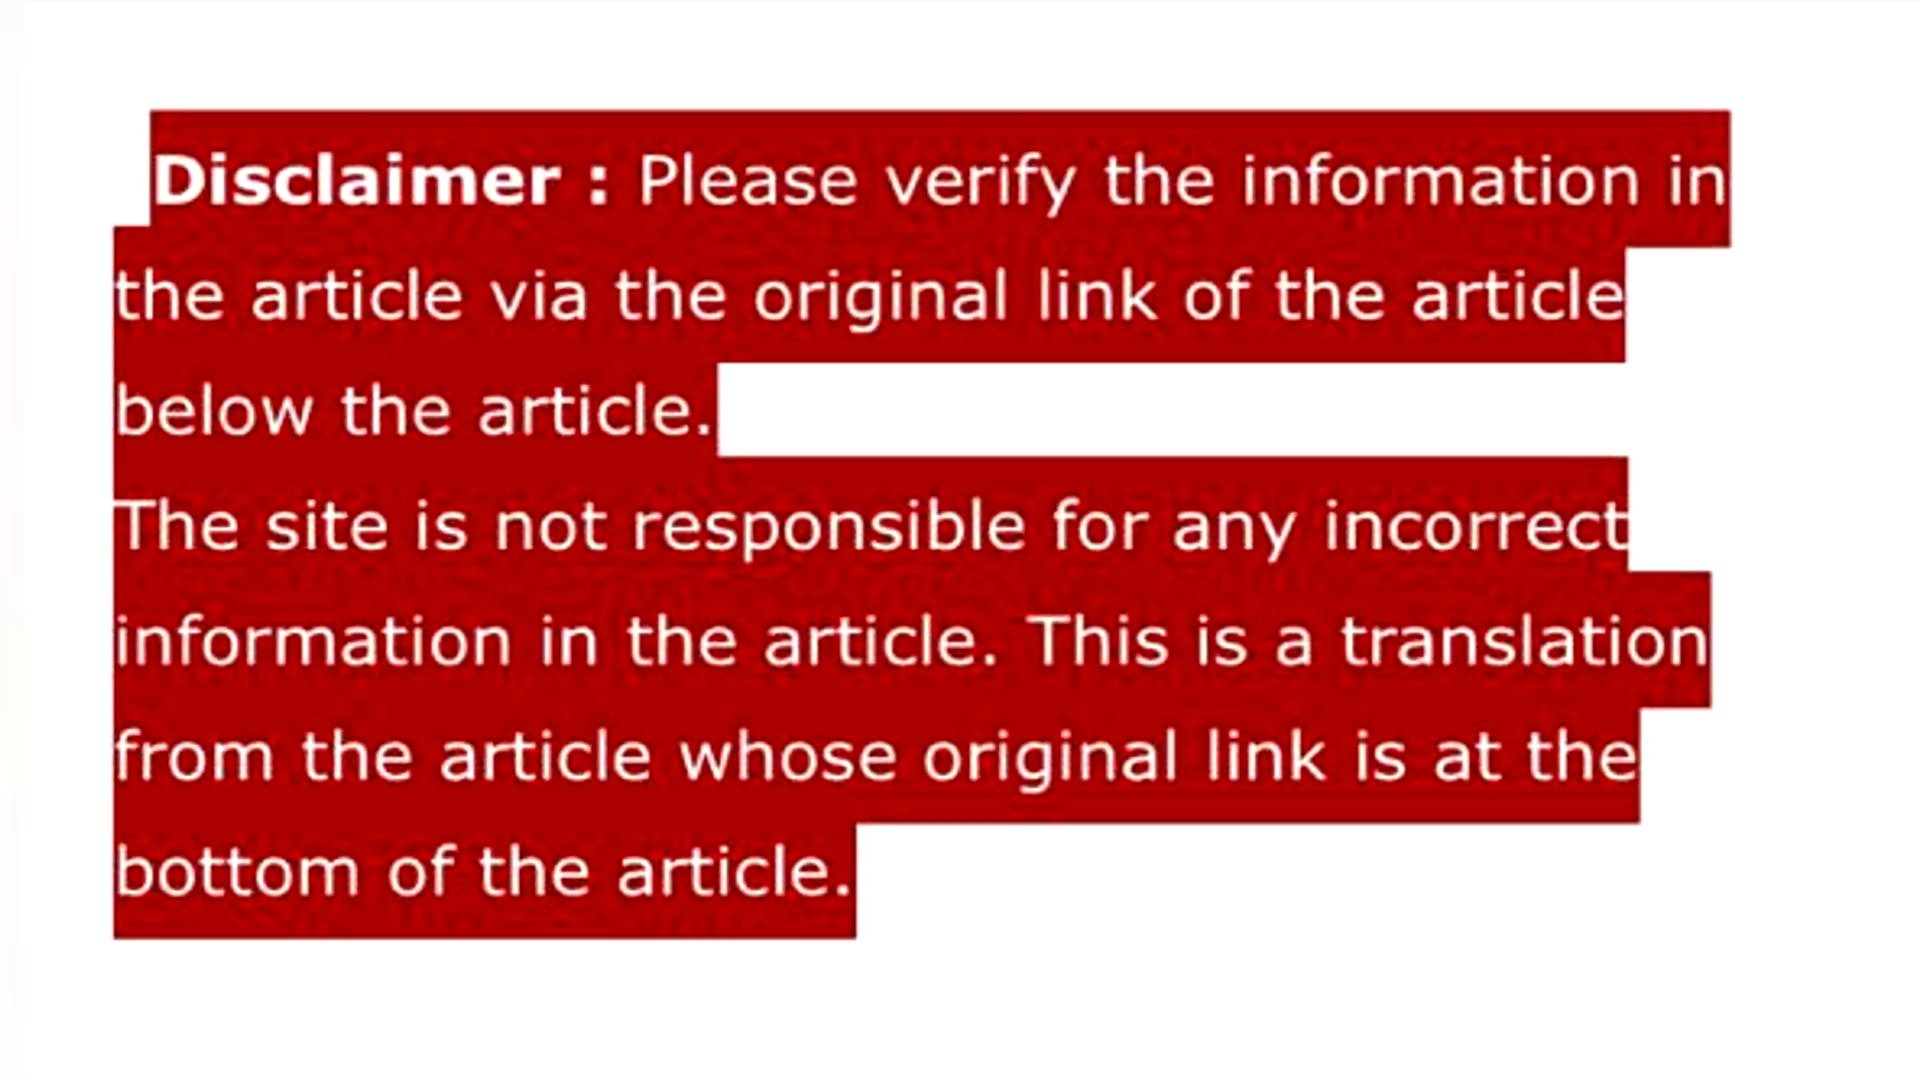 Disclaimer : Please verify the information in
the article via the original link of the article
below the article.
The site is not responsible for any incorrect
information in the article. This is a translation
from the article whose original link is at the
bottom of the article.